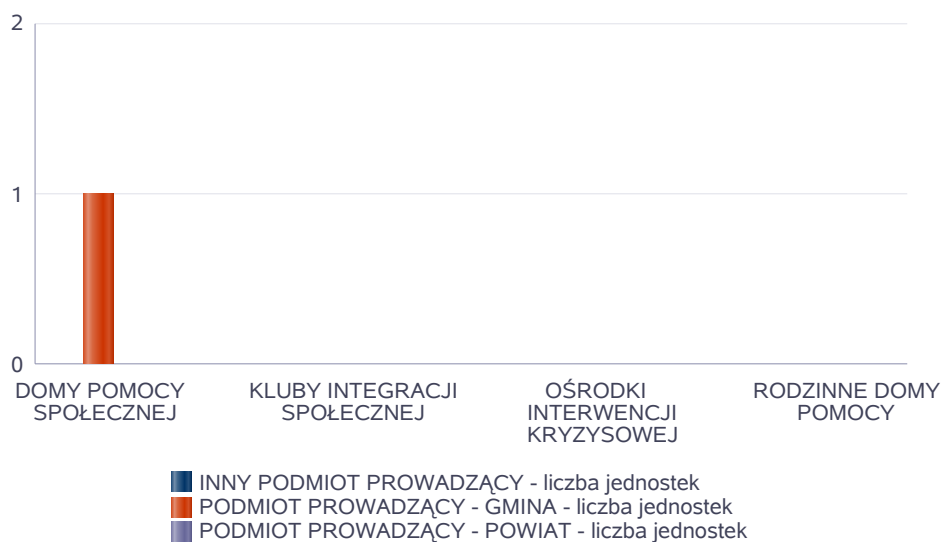 2
1
0
DOMY POMOCY
SPOŁECZNEJ
KLUBY INTEGRACJI
SPOŁECZNEJ
OŚRODKI
INTERWENCJI
KRYZYSOWEJ
RODZINNE DOMY
POMOCY
INNY PODMIOT PROWADZĄCY - liczba jednostek
PODMIOT PROWADZĄCY - GMINA - liczba jednostek
PODMIOT PROWADZĄCY - POWIAT - liczba jednostek